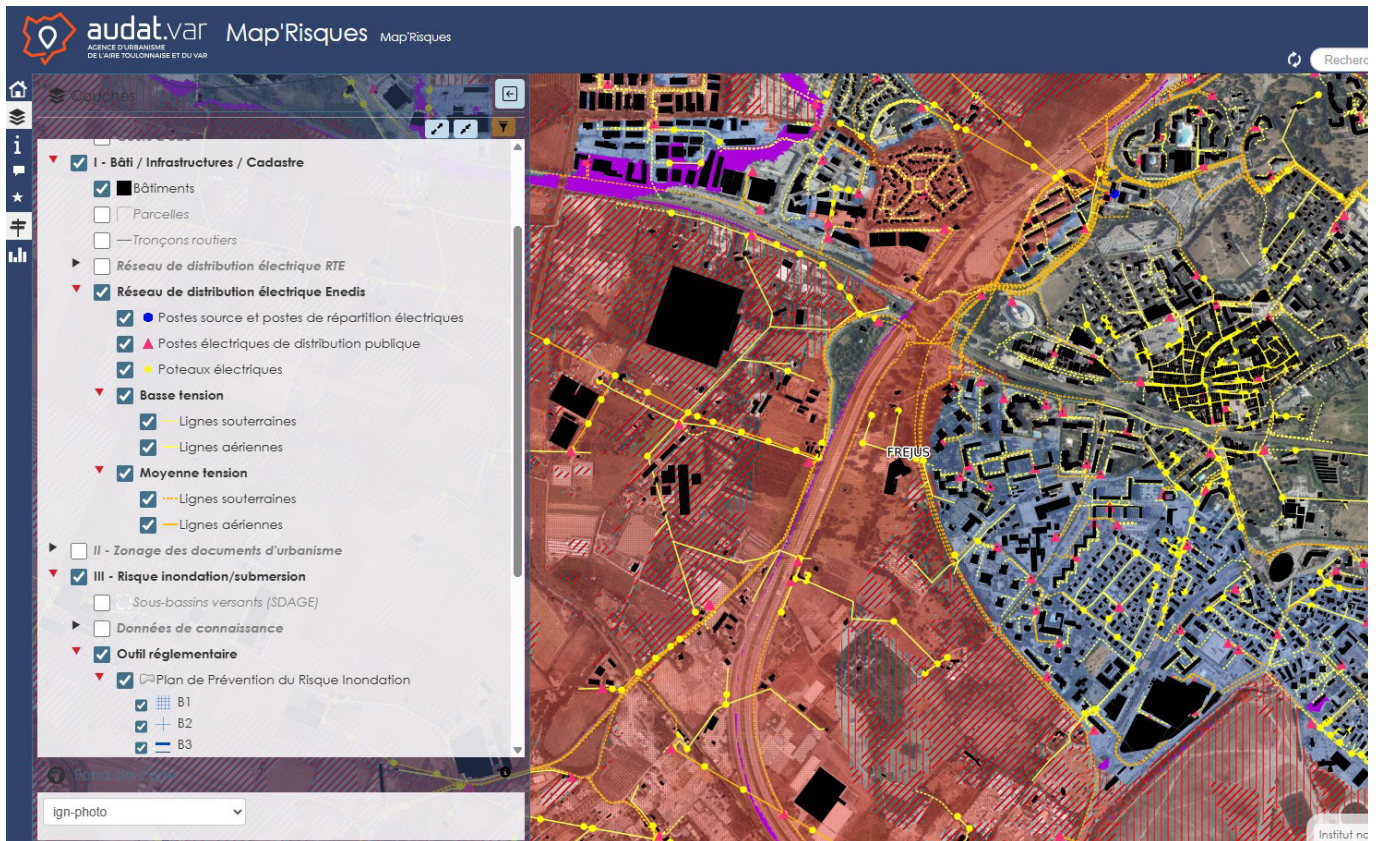 audat.var
AGENCE D'URBANISME
DE L'AIRE TOULONNAISE ET DU VAR
Map'Risques Map'Risques
Recherc
Couches
I - Bâti / Infrastructures / Cadastre
Bâtiments
Parcelles
Tronçons routiers
Réseau de distribution électrique RTE
Réseau de distribution électrique Enedis
Postes source et postes de répartition électriques
Postes électriques de distribution publique
Poteaux électriques
Basse tension
Lignes souterraines
Lignes aériennes
Moyenne tension
Lignes souterraines
Lignes aériennes
II - Zonage des documents d'urbanisme
III - Risque inondation/submersion
Sous-bassins versants (SDAGE)
Données de connaissance
Outil réglementaire
Plan de Prévention du Risque Inondation
B1
B2
B3
Fond de carte
ign-photo
FREJUS
Institut na